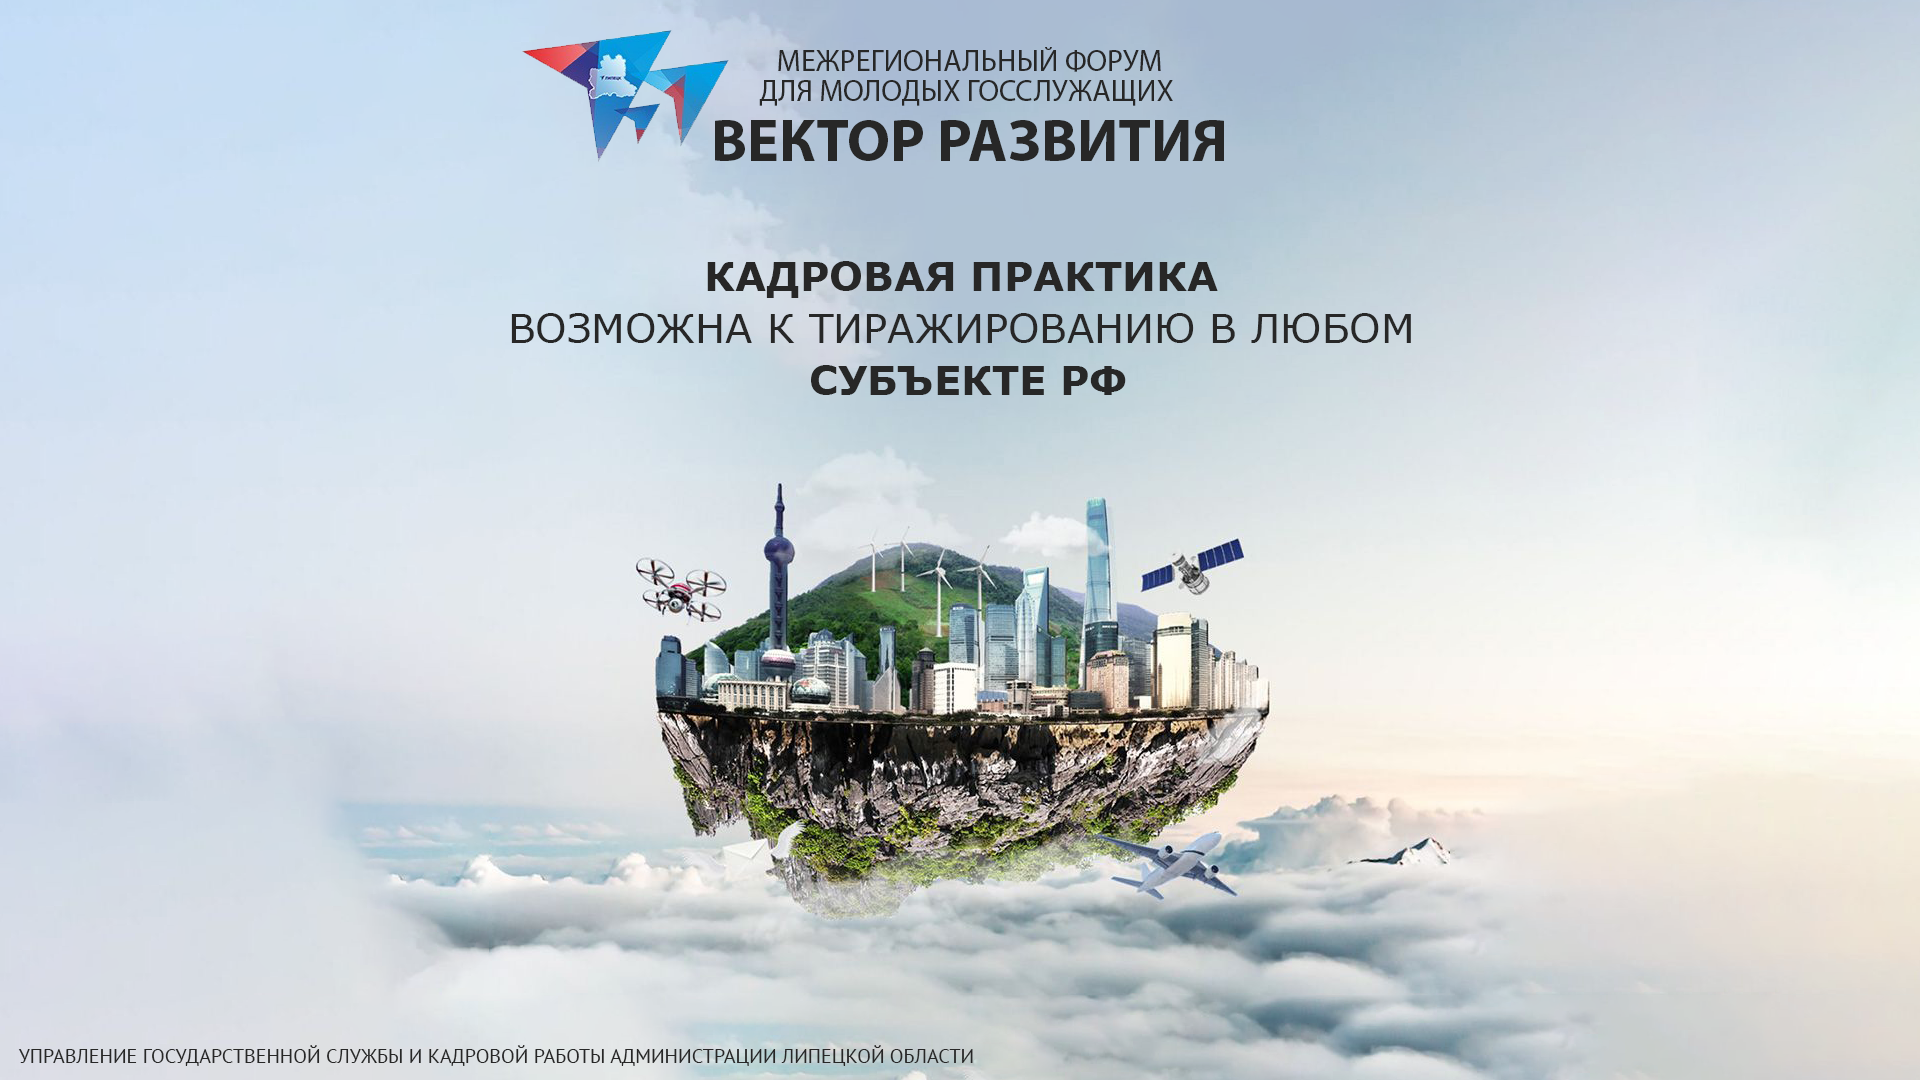 МЕЖРЕГИОНАЛЬНЫЙ ФОРУМ
ДЛЯ МОЛОДЫХ ГОССЛУЖАЩИХ
ВЕКТОР РАЗВИТИЯ
КАДРОВАЯ ПРАКТИКА
ВОЗМОЖНА К ТИРАЖИРОВАНИЮ В ЛЮБОМ
СУБЪЕКТЕ РФ
УПРАВЛЕНИЕ ГОСУДАРСТВЕННОЙ СЛУЖБЫ И КАДРОВОЙ РАБОТЫ АДМИНИСТРАЦИИ ЛИПЕЦКОЙ ОБЛАСТИ